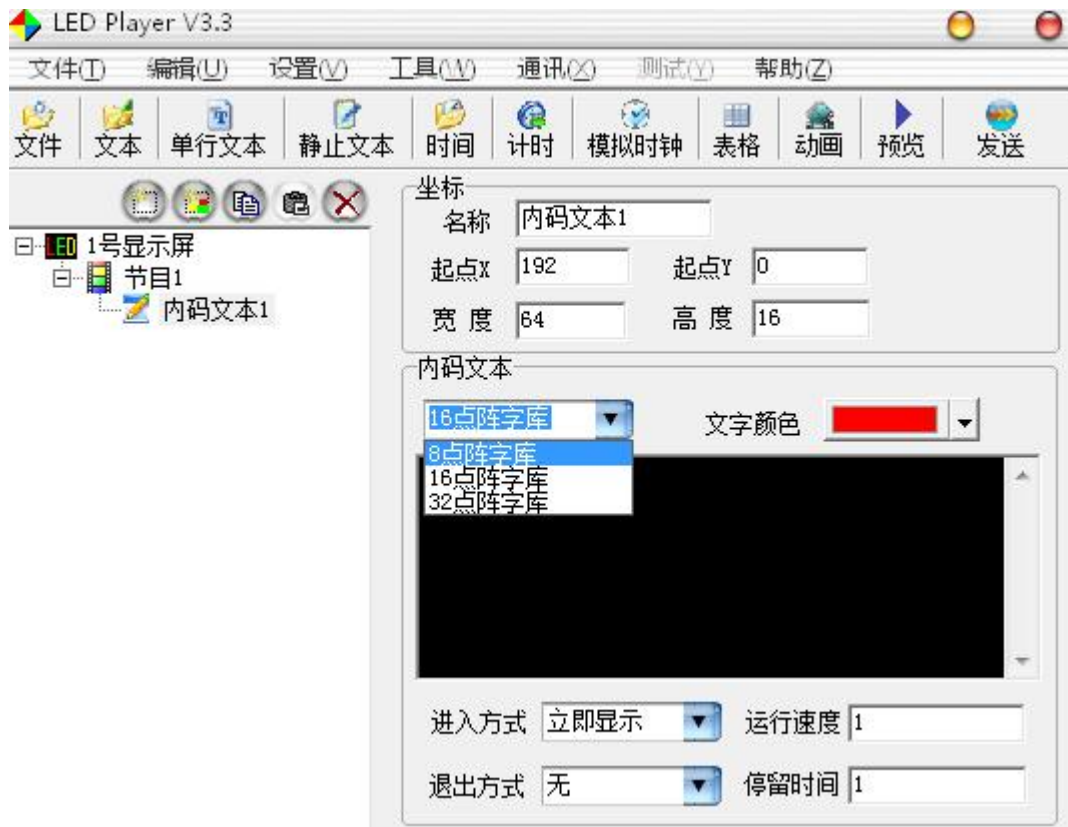 LED Player V3.3
文件(T) 编辑(U) 设置(V) 工具(W) 通讯(X) 测试(Y) 帮助(Z)
文件 文本 单行文本 静止文本 时间 计时 模拟时钟 表格 动画 预览 发送
坐标
名称 内码文本1
起点X 192 起点Y 0
宽 度 64 高 度 16
LED 1号显示屏
节目1
内码文本1
内码文本
16点阵字库 文字颜色
8点阵字库
16点阵字库
32点阵字库
进入方式 立即显示 运行速度 1
退出方式 无 停留时间 1